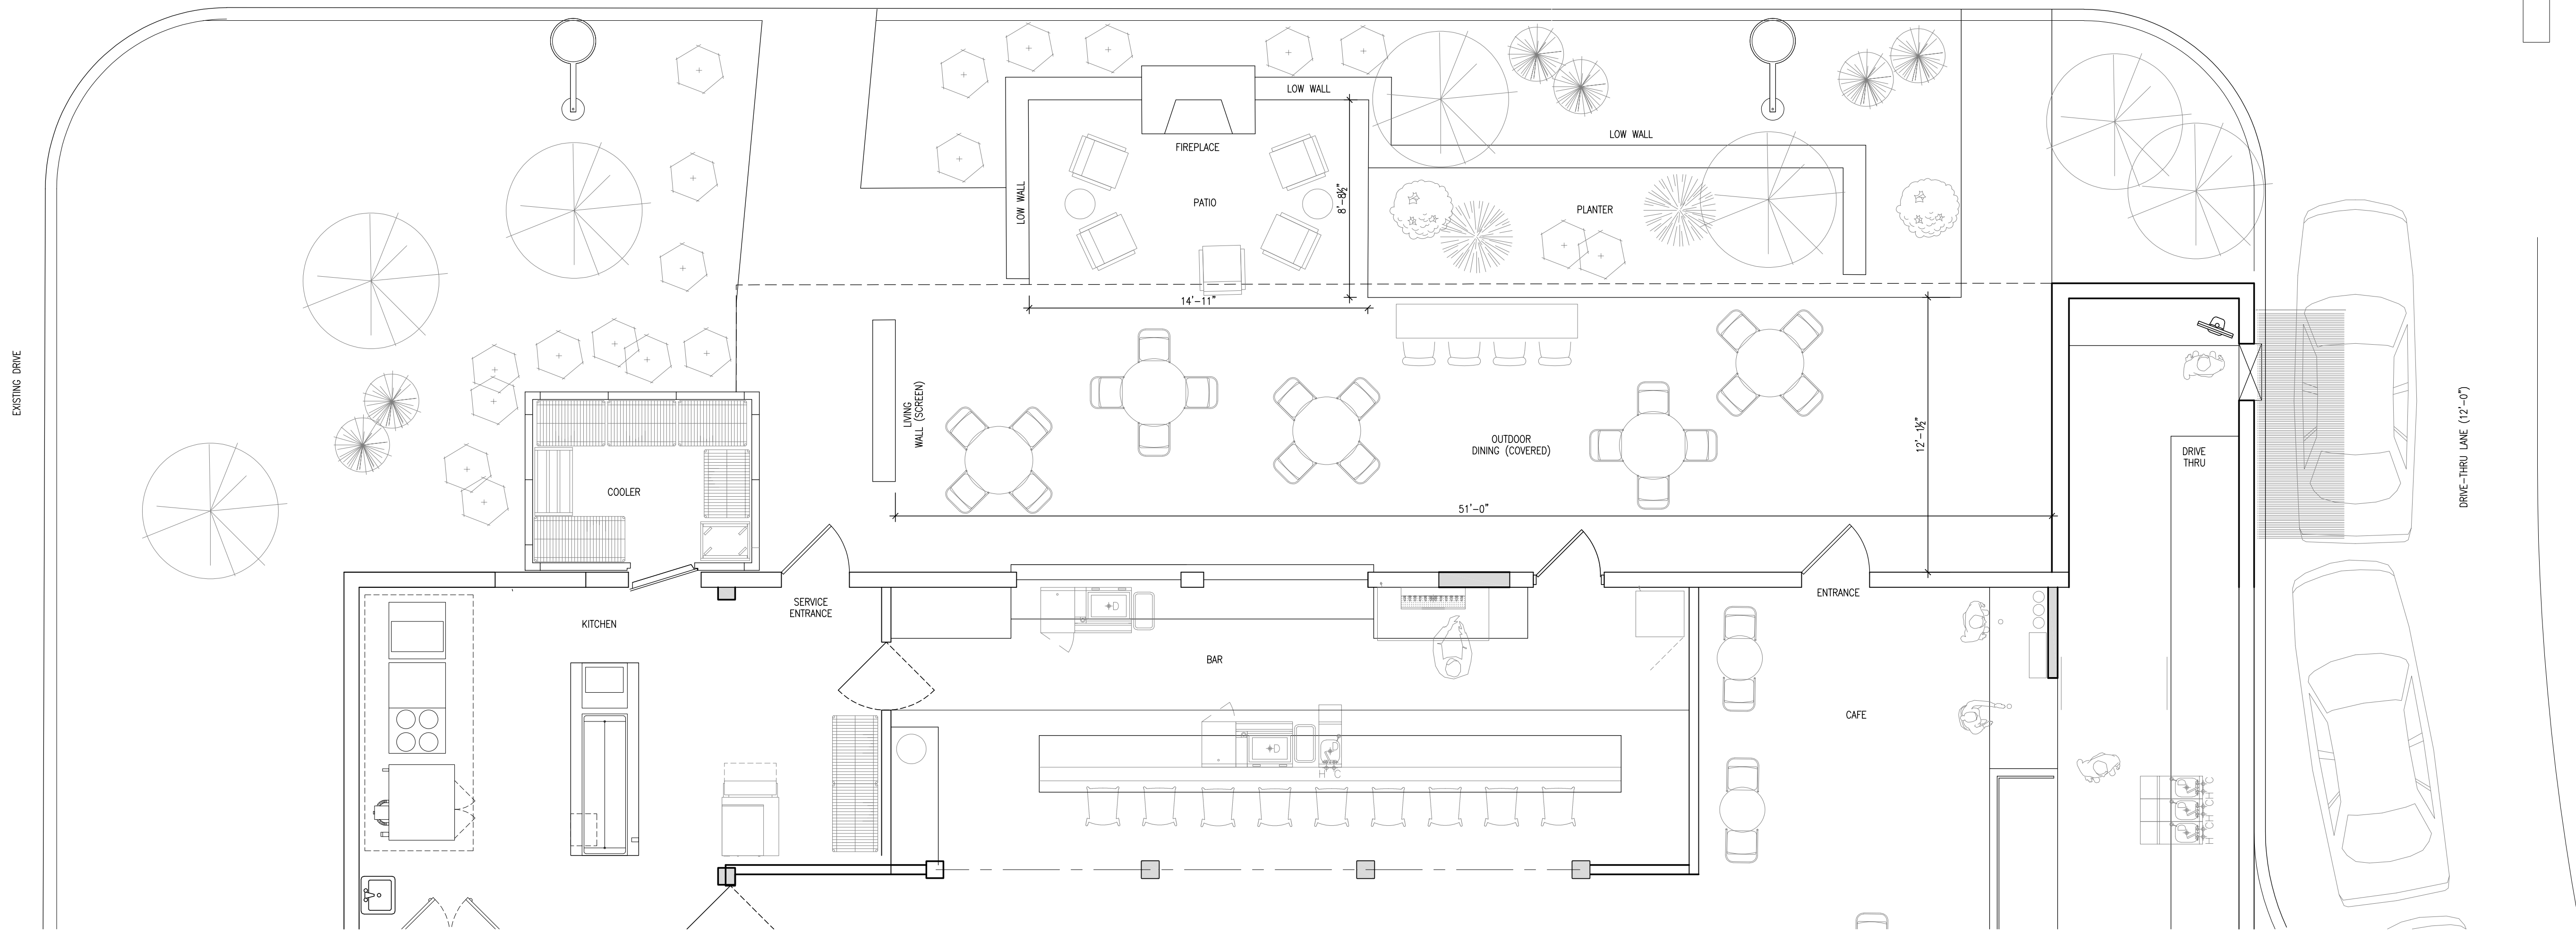 LOW WALL
LOW WALL
FIREPLACE
LOW WALL
8'-8½"
PATIO
PLANTER
14'-11"
EXISTING DRIVE
LIVING
WALL (SCREEN)
OUTDOOR
DINING (COVERED)
12'-1½"
DRIVE
THRU
DRIVE-THRU LANE (12'-0")
COOLER
51'-0"
SERVICE
ENTRANCE
ENTRANCE
KITCHEN
BAR
CAFE
H C
H C
H C
H C